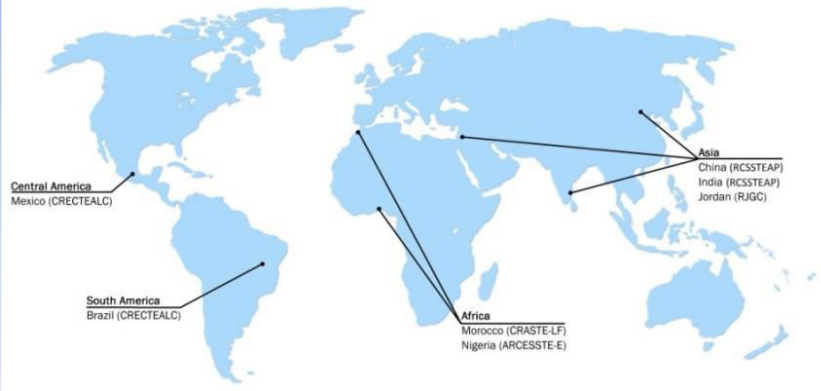 Central America
Mexico (CRECTEALC)
South America
Brazil (CRECTEALC)
Africa
Morocco (CRASTE-LF)
Nigeria (ARCESSTE-E)
Asia
China (RCSSTEAP)
India (RCSSTEAP)
Jordan (RJGC)